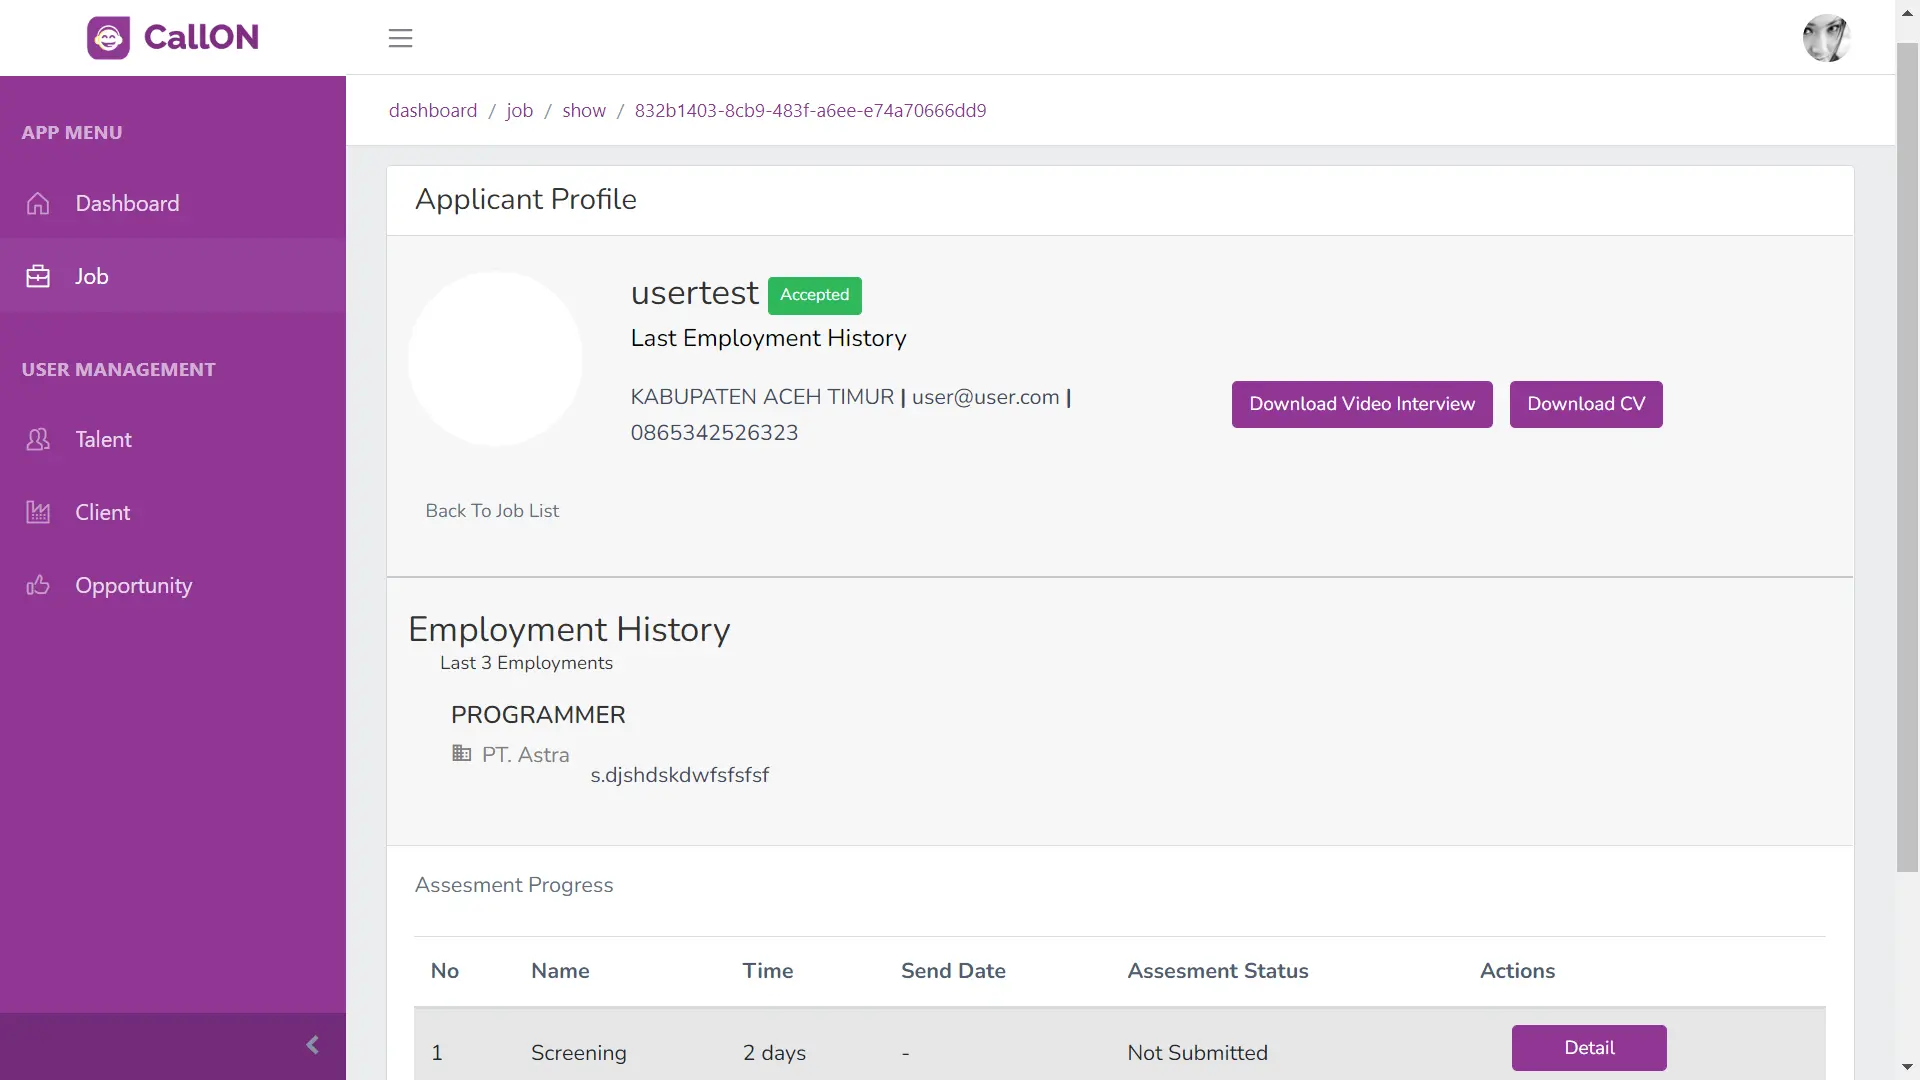 CallON
dashboard / job / show / 832b1403-8cb9-483f-a6ee-e74a70666dd9
APP MENU
Dashboard
Job
USER MANAGEMENT
Talent
Client
Opportunity
Applicant Profile
usertest Accepted
Last Employment History
KABUPATEN ACEH TIMUR | user@user.com |
0865342526323
Download Video Interview Download CV
Back To Job List
Employment History
Last 3 Employments
PROGRAMMER
PT. Astra
s.djshdskdwfsfsfsf
Assesment Progress
No Name Time Send Date Assesment Status Actions
1 Screening 2 days - Not Submitted Detail